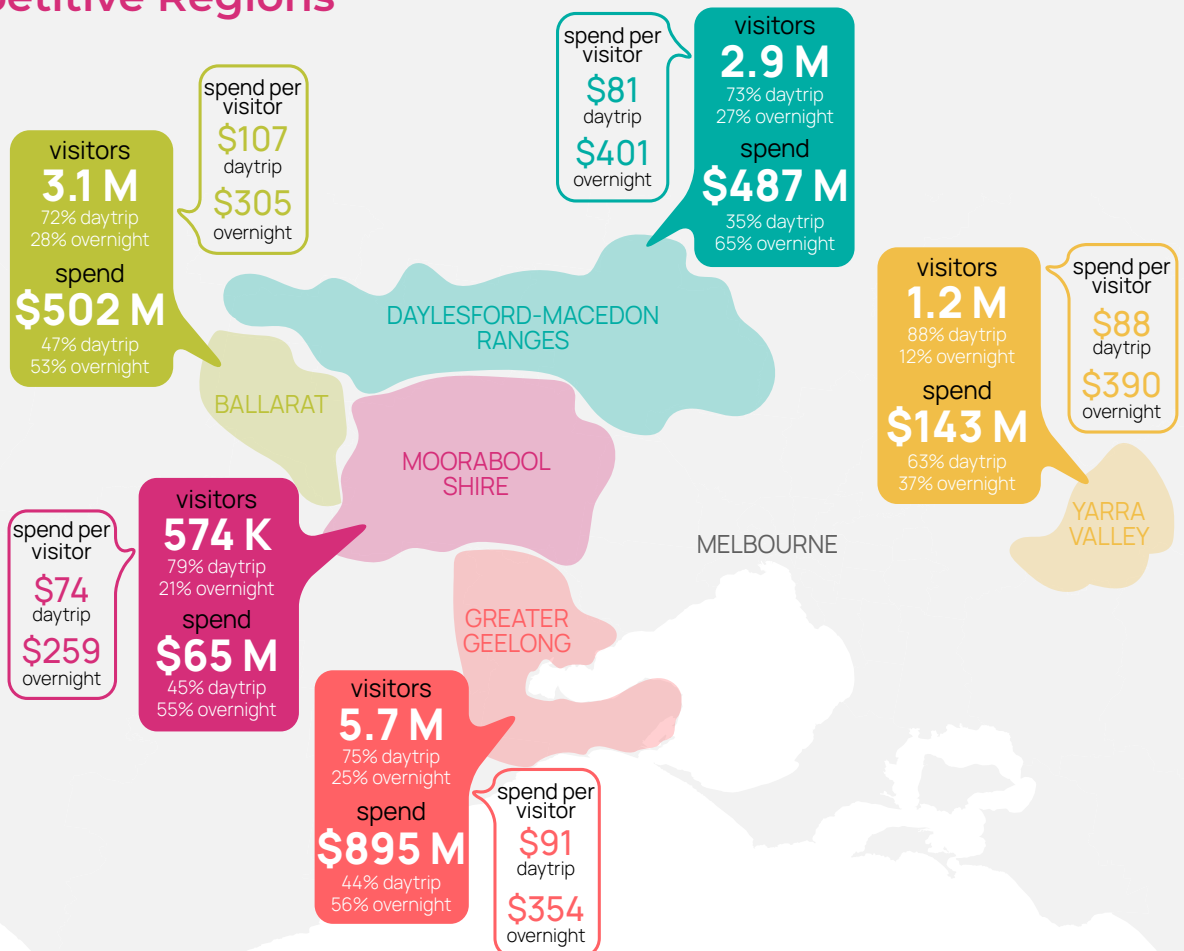 petitive Regions
spend per
visitor
$81
daytrip
$401
overnight
visitors
2.9 M
73% daytrip
27% overnight
spend
$487 M
35% daytrip
65% overnight
spend per
visitor
$107
daytrip
$305
overnight
visitors
3.1 M
72% daytrip
28% overnight
spend
$502 M
47% daytrip
53% overnight
visitors
1.2 M
88% daytrip
12% overnight
spend
$143 M
63% daytrip
37% overnight
spend per
visitor
$88
daytrip
$390
overnight
DAYLESFORD-MACEDON
RANGES
BALLARAT
MOORABOOL
SHIRE
YARRA
VALLEY
MELBOURNE
spend per
visitor
$74
daytrip
$259
overnight
visitors
574 K
79% daytrip
21% overnight
spend
$65 M
45% daytrip
55% overnight
GREATER
GEELONG
visitors
5.7 M
75% daytrip
25% overnight
spend
$895 M
44% daytrip
56% overnight
spend per
visitor
$91
daytrip
$354
overnight